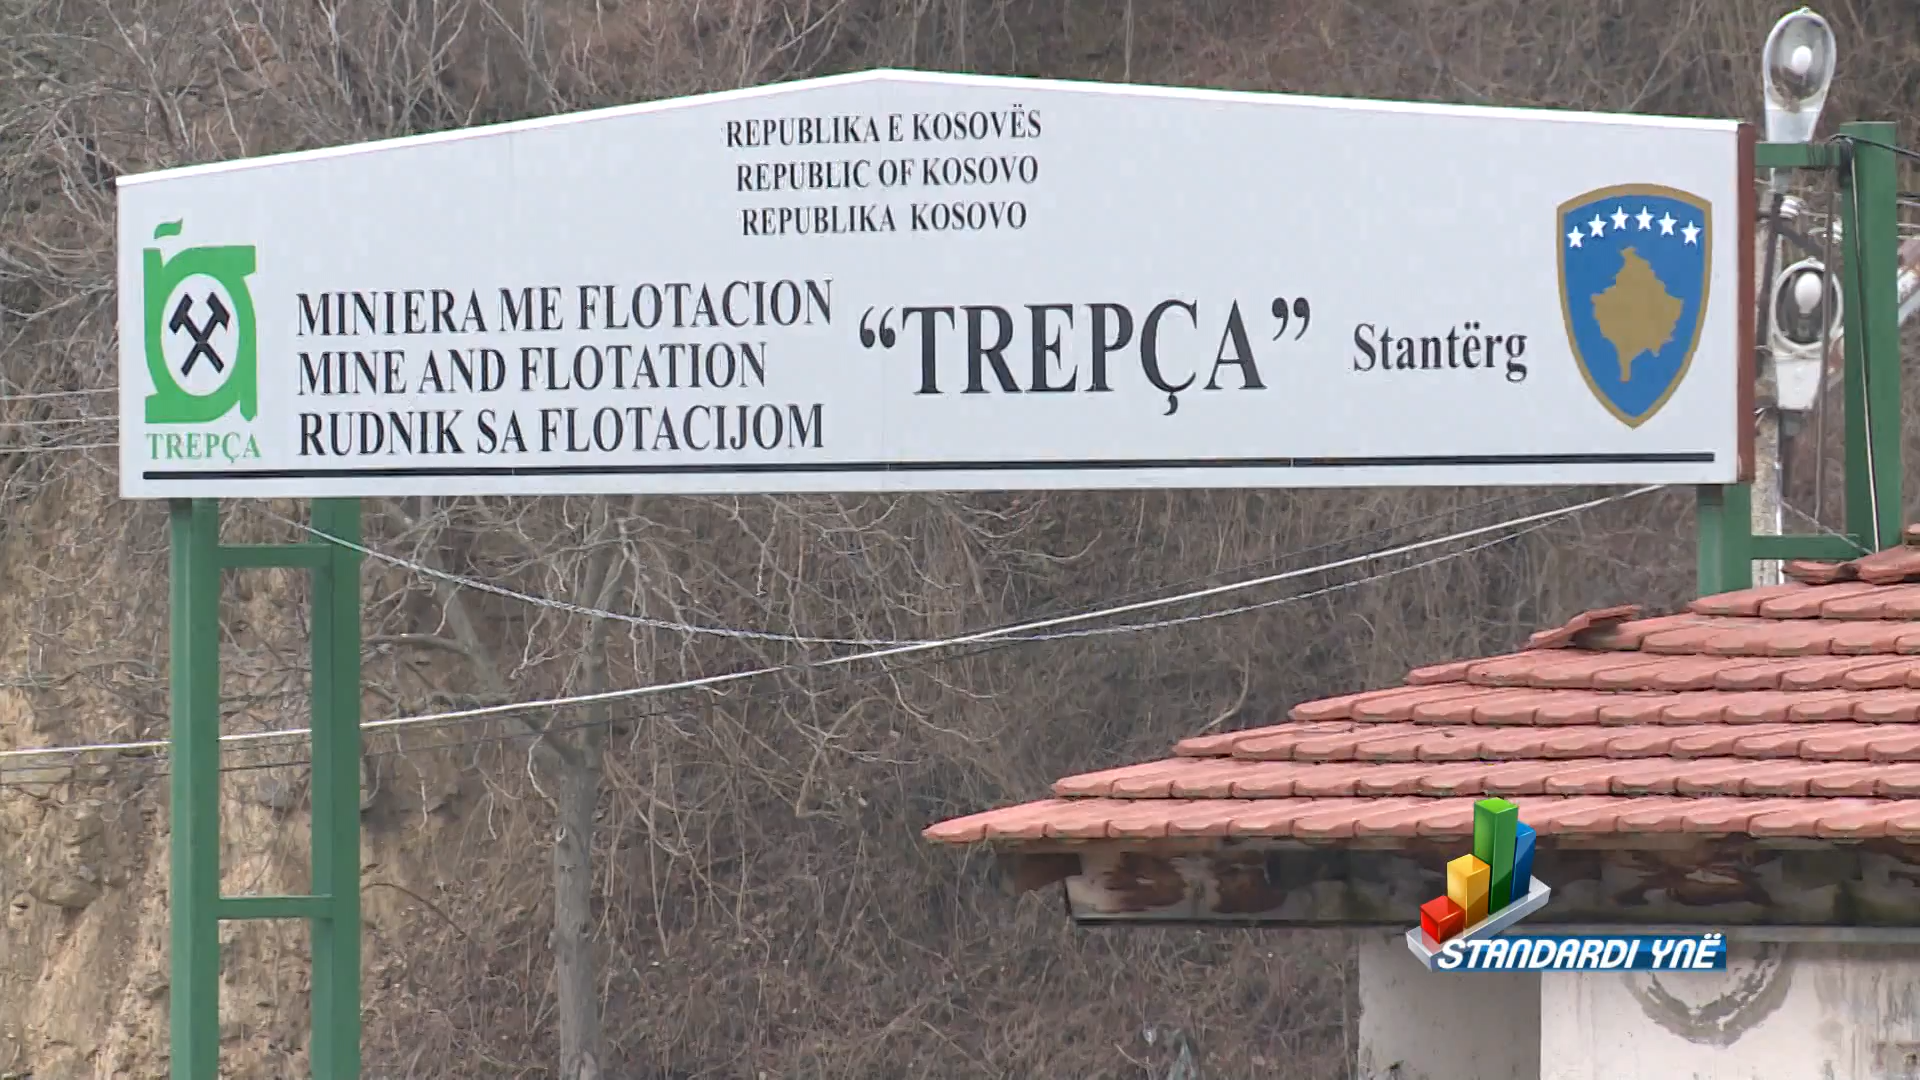 REPUBLIKA E KOSOVËS
REPUBLIC OF KOSOVO
REPUBLIKA KOSOVO
TREPÇA
MINIERA ME FLOTACION
MINE AND FLOTATION
RUDNIK SA FLOTACIJOM
“TREPÇA” Stantërg
STANDARDI YNË